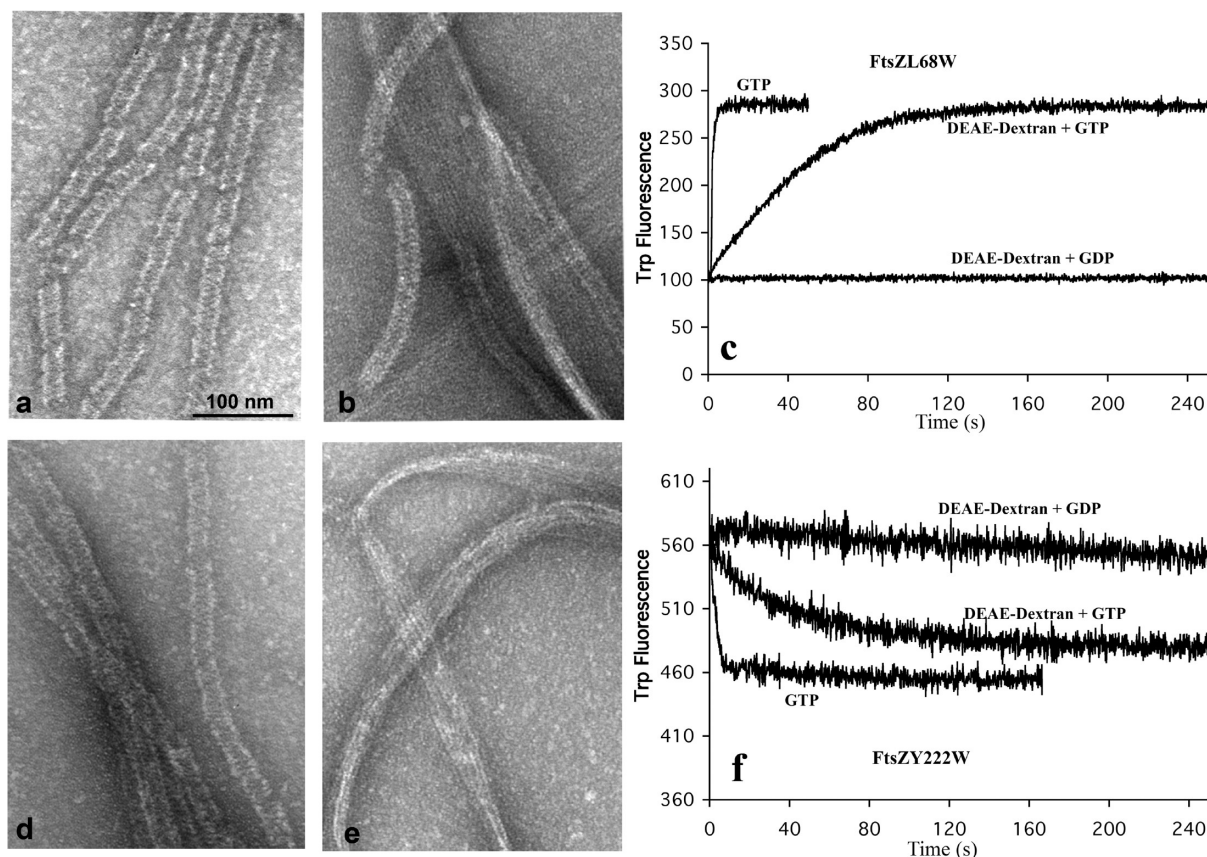 a
100 nm
b
350
300
250
200
150
100
50
0
Trp Fluorescence
FtsZL68W
GTP
DEAE-Dextran + GTP
DEAE-Dextran + GDP
c
0 40 80 120 160 200 240
Time (s)
d
e
610
560
510
460
410
360
Trp Fluorescence
DEAE-Dextran + GDP
DEAE-Dextran + GTP
GTP
FtsZY222W
f
0 40 80 120 160 200 240
Time (s)